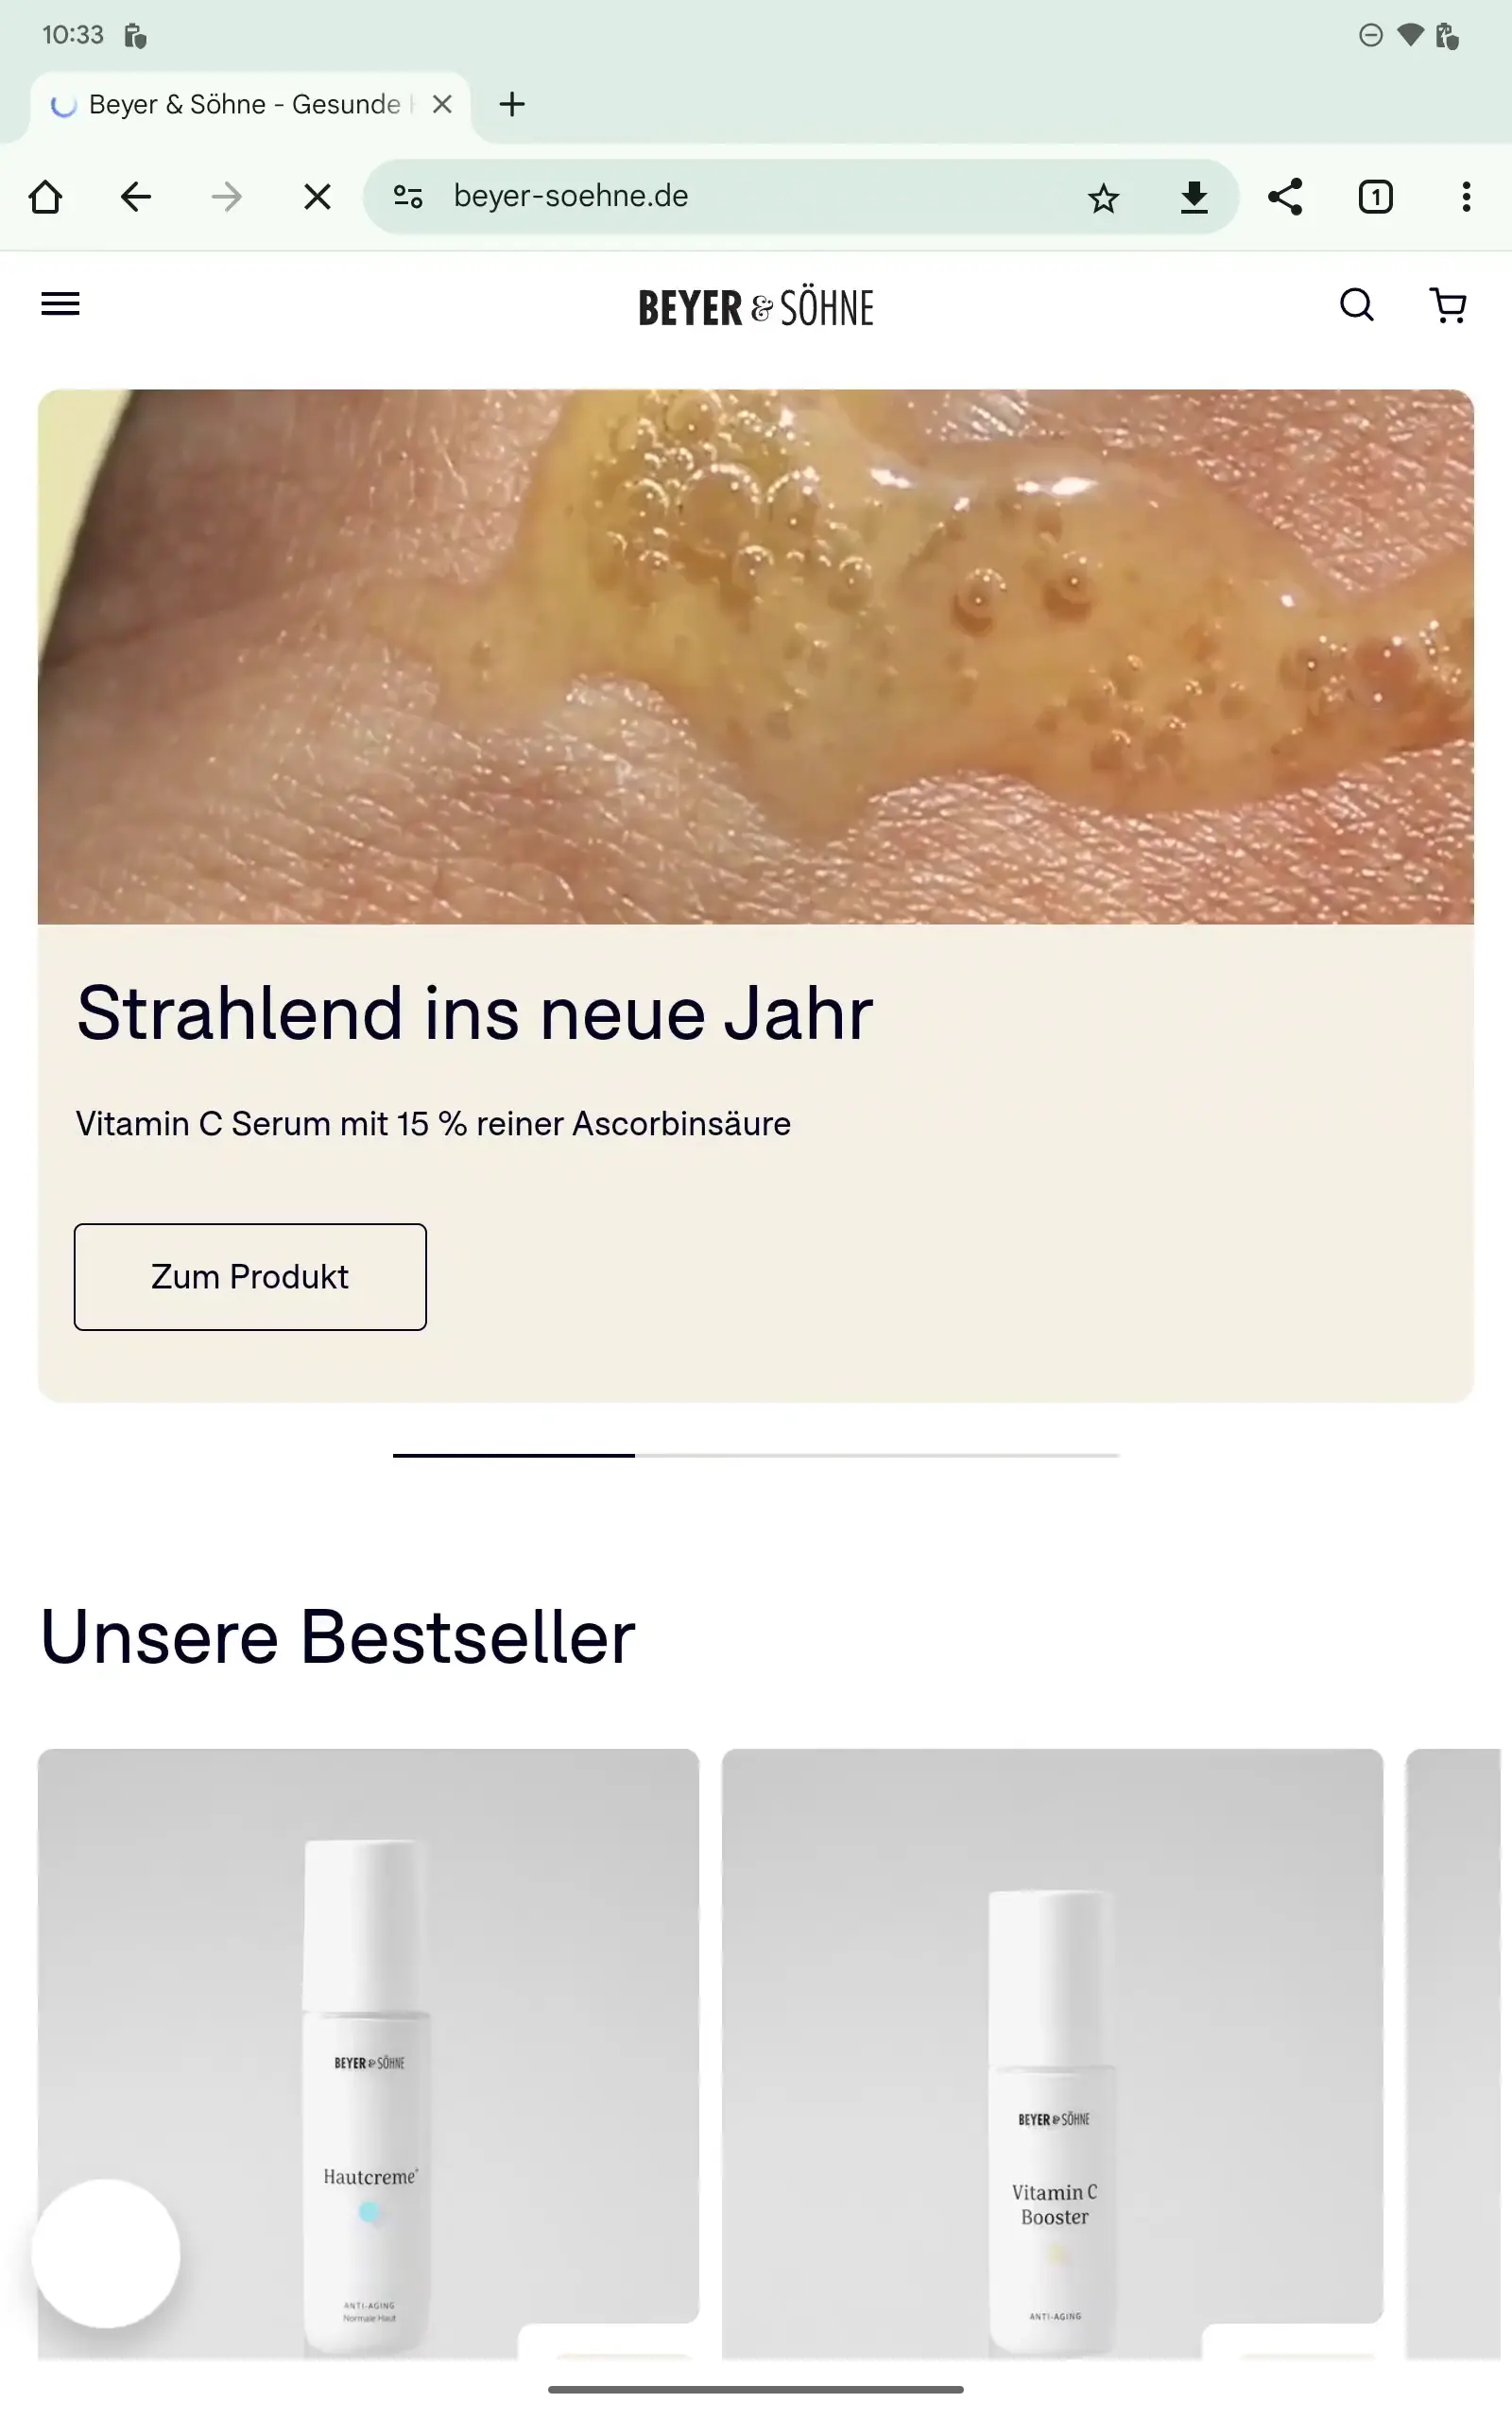 10:33
Beyer & Söhne - Gesunde
beyer-soehne.de
1
BEYER & SÖHNE
Strahlend ins neue Jahr
Vitamin C Serum mit 15 % reiner Ascorbinsäure
Zum Produkt
Unsere Bestseller
BEYER & SÖHNE
Hautcreme+
ANTI-AGING
Normale Haut
BEYER & SÖHNE
Vitamin C
Booster
ANTI-AGING